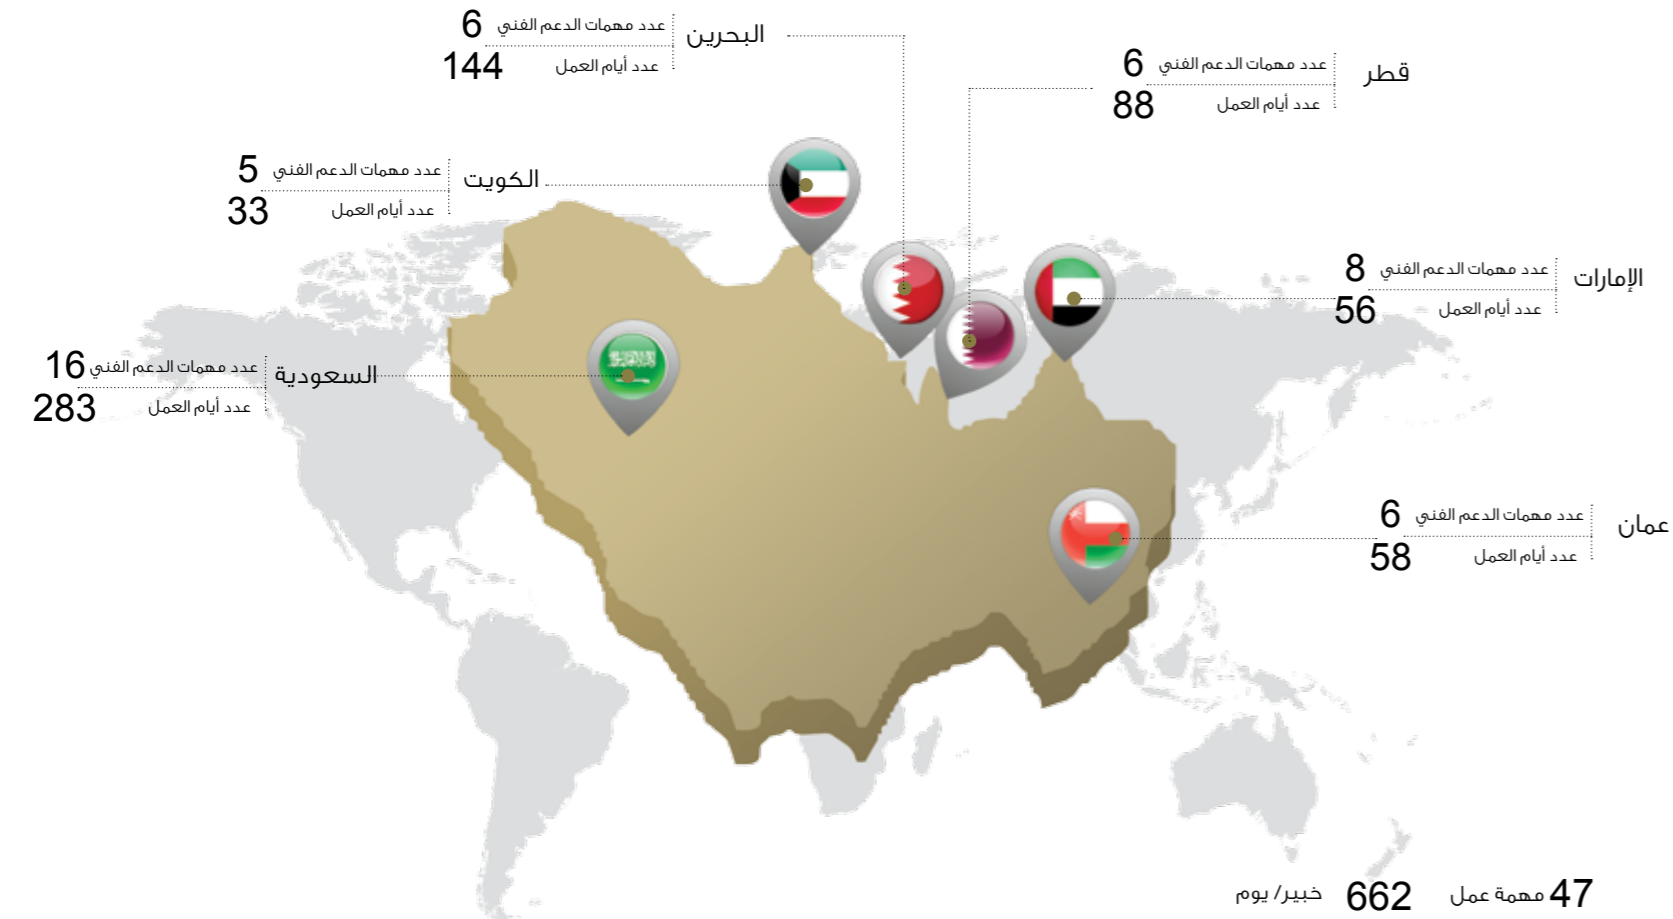 البحرين
عدد مهمات الدعم الفني 6
عدد أيام العمل 144
قطر
عدد مهمات الدعم الفني 6
عدد أيام العمل 88
الكويت
عدد مهمات الدعم الفني 5
عدد أيام العمل 33
الإمارات
عدد مهمات الدعم الفني 8
عدد أيام العمل 56
السعودية
عدد مهمات الدعم الفني 16
عدد أيام العمل 283
عمان
عدد مهمات الدعم الفني 6
عدد أيام العمل 58
47 مهمة عمل 662 خبير/ يوم